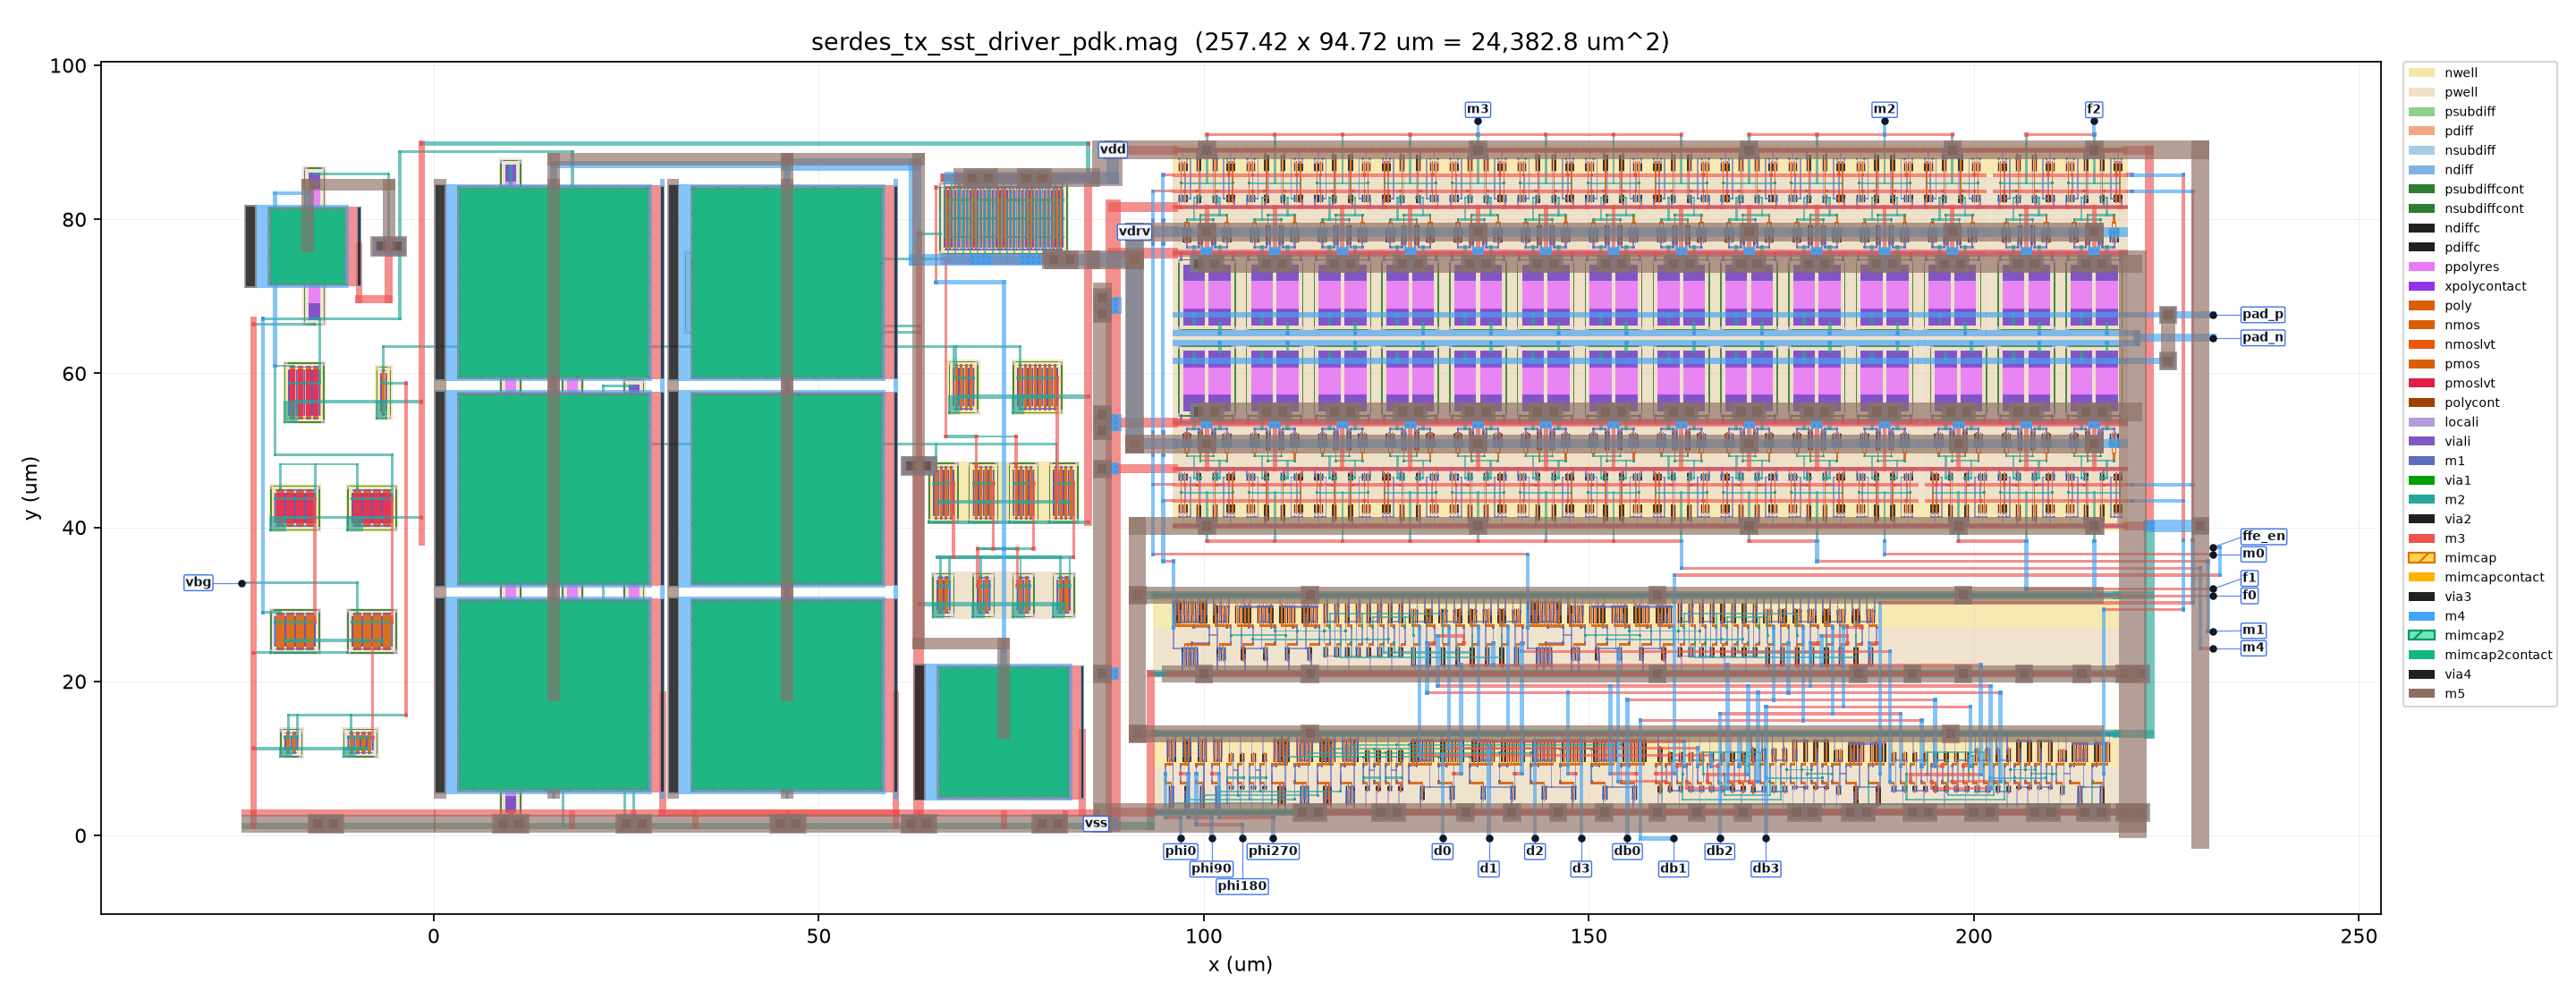 serdes_tx_sst_driver_pdk.mag (257.42 x 94.72 um = 24,382.8 um^2)
100
80
60
40
20
0
y (um)
0
50
100
150
200
250
x (um)
m3
m2
f2
vdd
vdrv
pad_p
pad_n
ffe_en
m0
f1
f0
m1
m4
vbg
vss
phi0
phi90
phi180
phi270
d0
d1
d2
d3
db0
db1
db2
db3
nwell
pwell
psubdiff
pdiff
nsubdiff
ndiff
psubdiffcont
nsubdiffcont
ndiffc
pdiffc
ppolyres
xpolycontact
poly
nmos
nmoslvt
pmos
pmoslvt
polycont
locali
viali
m1
via1
m2
via2
m3
mimcap
mimcapcontact
via3
m4
mimcap2
mimcap2contact
via4
m5